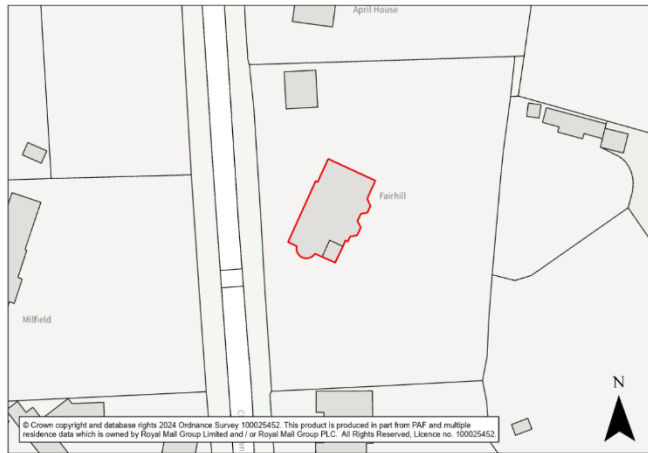 April House
Fairhill
Milfield
N
© Crown copyright and database rights 2024 Ordnance Survey 100025452. This product is produced in part from PAF and multiple
residence data which is owned by Royal Mail Group Limited and / or Royal Mail Group PLC. All Rights Reserved, Licence no. 100025452.